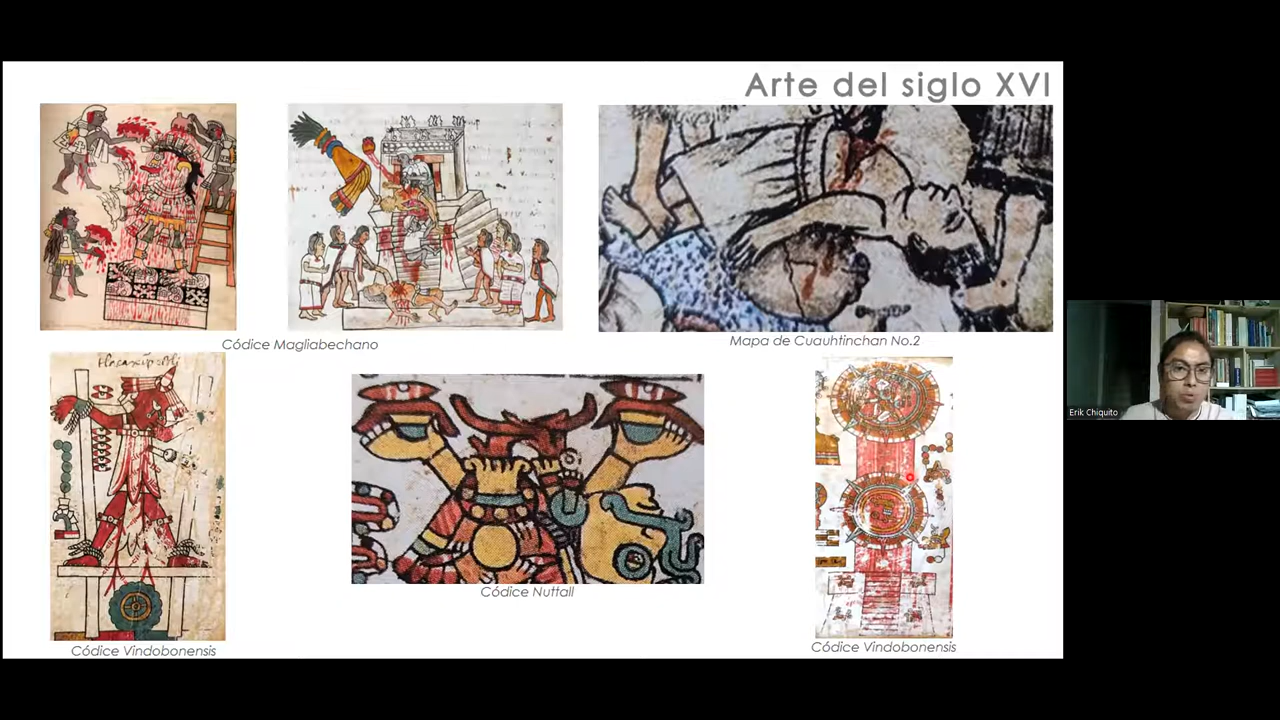 Arte del siglo XVI
Códice Magliabechano
Mapa de Cuauhtinchan No.2
Erik Chiquito
Códice Nuttall
Códice Vindobonensis
Códice Vindobonensis